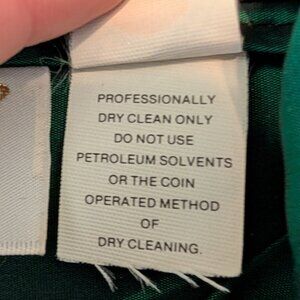 PROFESSIONALLY
DRY CLEAN ONLY
DO NOT USE
PETROLEUM SOLVENTS
OR THE COIN
OPERATED METHOD
OF
DRY CLEANING.